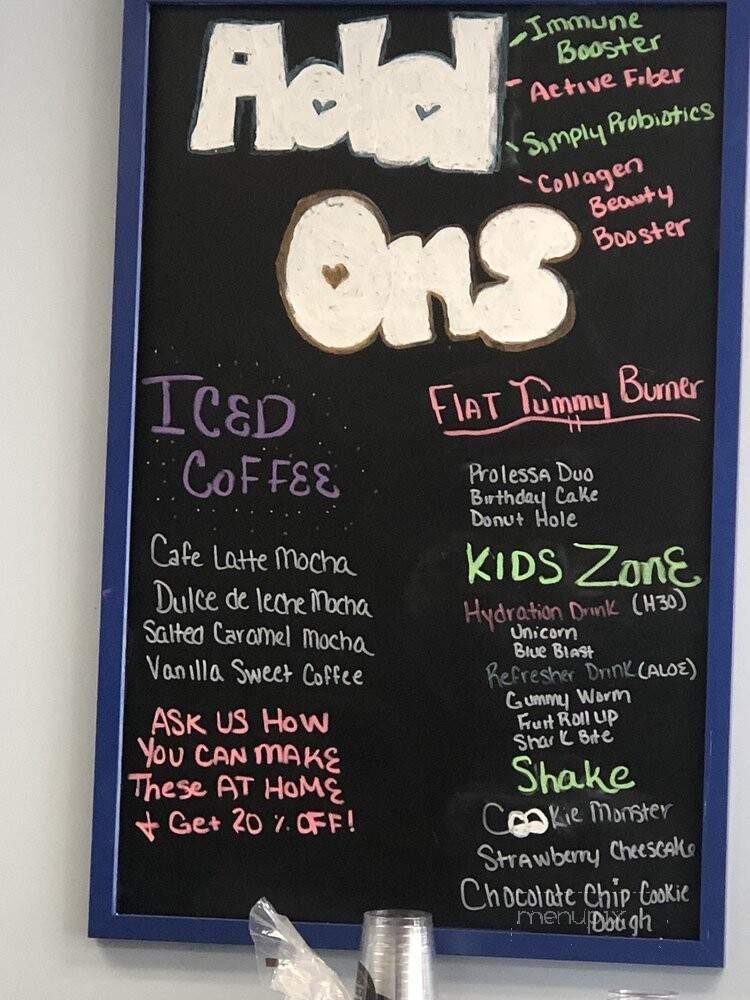 Add
Ons
- Immune
Booster
- Active Fiber
- Simply Probiotics
- Collagen
Beauty
Booster
ICED
COFFEE
Cafe Latte Mocha
Dulce de leche Mocha
Salted Caramel mocha
Vanilla Sweet Coffee
ASK US HOW
YOU CAN MAKE
These AT HOME
+ Get 20 % OFF!
FLAT Tummy Burner
Prolessa Duo
Birthday Cake
Donut Hole
KIDS ZONE
Hydration Drink (H30)
Unicorn
Blue Blast
Refresher Drink (ALOE)
Gummy Worm
Fruit Roll UP
Shark Bite
Shake
Cookie Monster
Strawberry Cheescake
Chocolate Chip Cookie
Dough
menupix